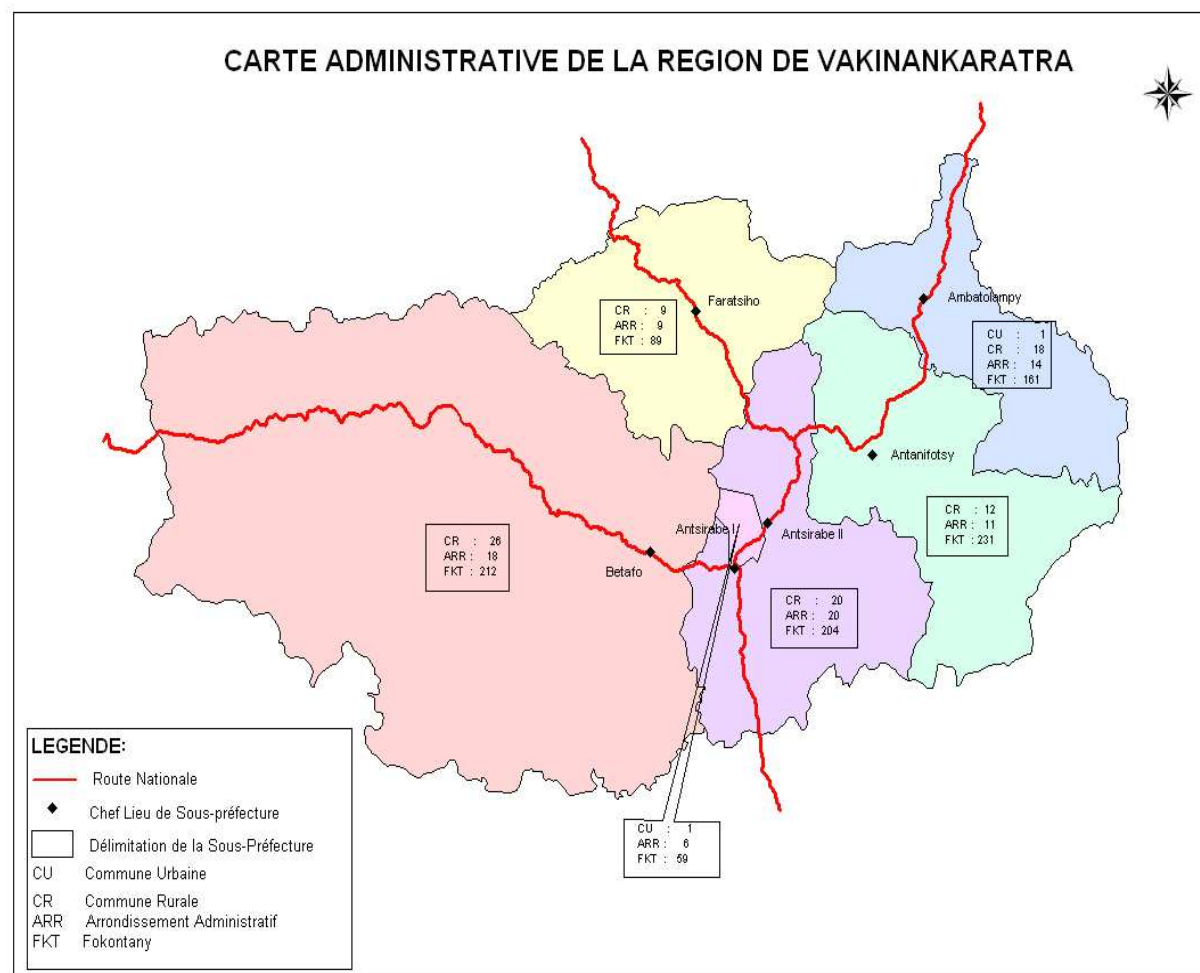 CARTE ADMINISTRATIVE DE LA REGION DE VAKINANKARATRA
Faratsiho
CR : 9
ARR : 9
FKT : 89
Ambatolampy
CU : 1
CR : 18
ARR : 14
FKT : 161
Antanifotsy
CR : 12
ARR : 11
FKT : 231
Antsirabe I
Antsirabe II
CR : 26
ARR : 18
FKT : 212
Betafo
CR : 20
ARR : 20
FKT : 204
CU : 1
ARR : 6
FKT : 59
LEGENDE:
Route Nationale
Chef Lieu de Sous-préfecture
Délimitation de la Sous-Préfecture
CU Commune Urbaine
CR Commune Rurale
ARR Arrondissement Administratif
FKT Fokontany